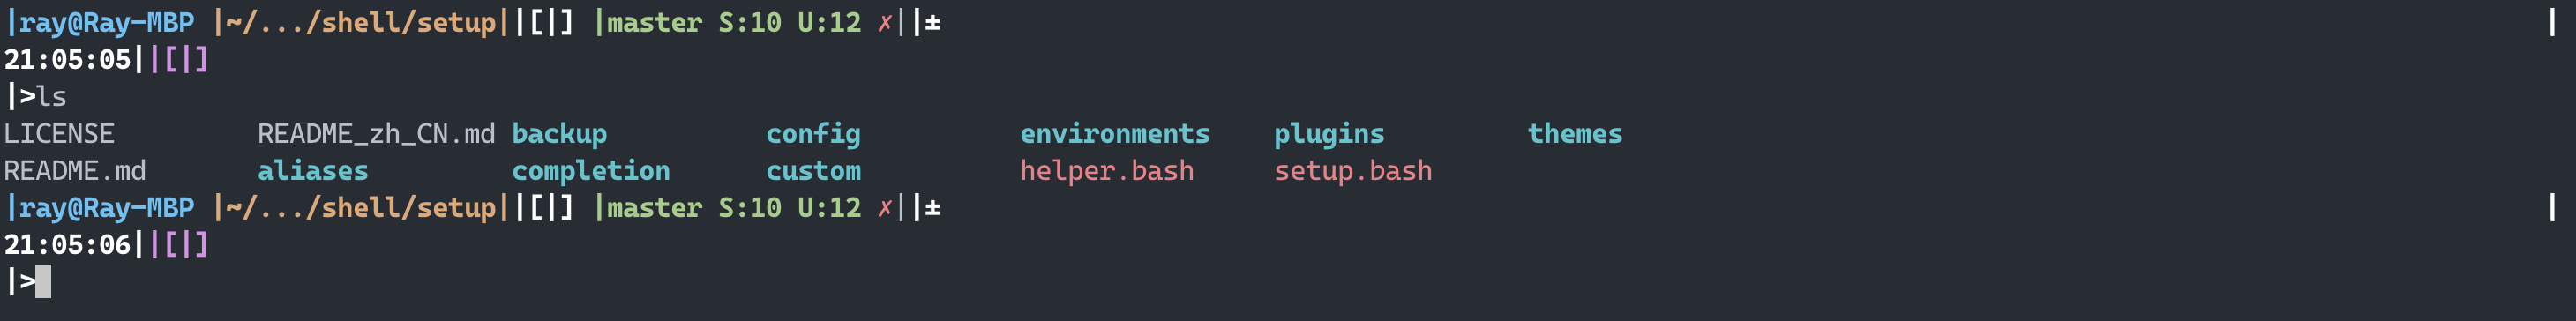 |ray@Ray-MBP |~/.../shell/setup||[|] |master S:10 U:12 ✗||± |
21:05:05||[|]
|>ls
LICENSE README_zh_CN.md backup config environments plugins themes
README.md aliases completion custom helper.bash setup.bash
|ray@Ray-MBP |~/.../shell/setup||[|] |master S:10 U:12 ✗||± |
21:05:06||[|]
|>